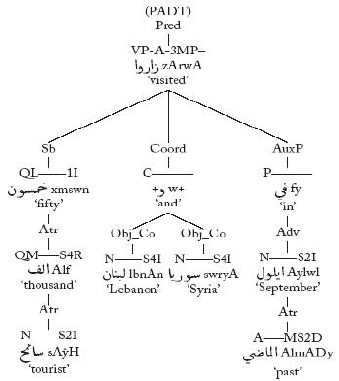 (PADT)
Pred
VP-A-3MP–
زاروا zArwA
‘visited’
Sb Coord AuxP
QL——1I C——— P———
خمسون xmswn و+ w+ في fy
‘fifty’ ‘and’ ‘in’
Atr Obj_Co Obj_Co Adv
QM——S4R N——S4I N——S4I N——S2I
الف Alf لبنان lbnAn سوريا swryA ايلول Aylwl
‘thousand’ ‘Lebanon’ ‘Syria’ ‘September’
Atr Atr
N S2I A——MS2D
سائح sAŷH الماضي AlmADy
‘tourist’ ‘past’